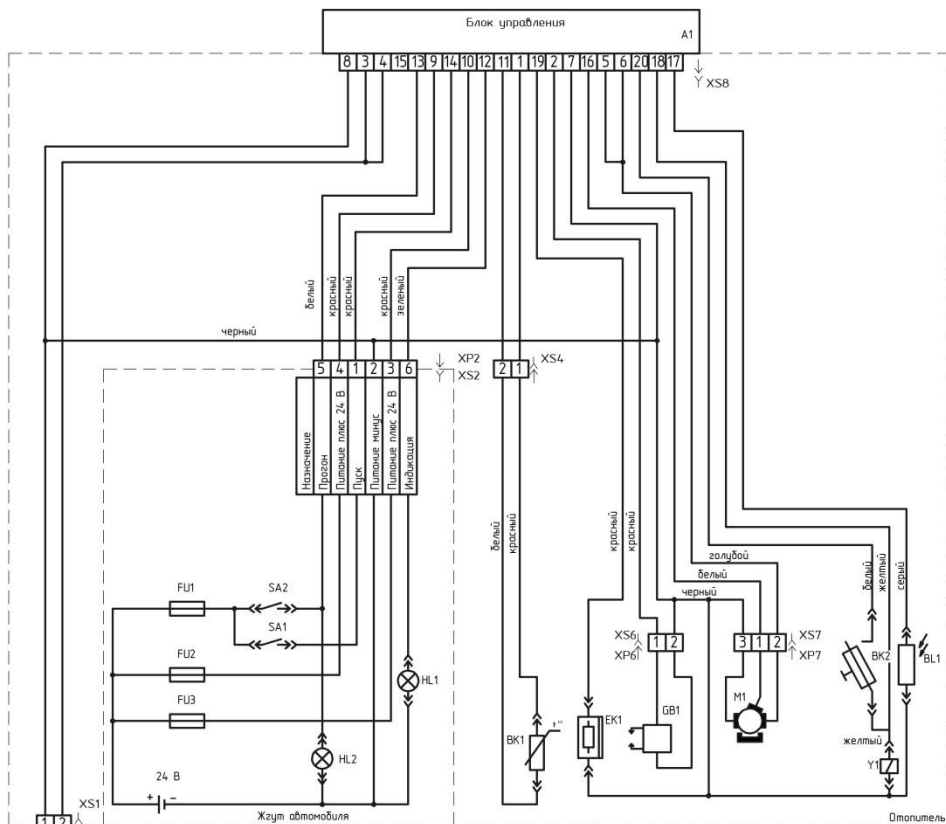 Блок управления
A1
8 3 4 15 13 9 14 10 12 11 1 19 2 7 16 5 6 20 18 17
XS8
белый
красный
красный
красный
зеленый
черный
XP2
XS2
XS4
5 4 1 2 3 6
2 1
Назначение
Прогон
Питание плюс 24 В
Пуск
Питание минус
Питание плюс 24 В
Индикация
белый
красный
красный
красный
голубой
белый
черный
белый
желтый
серый
FU1
SA2
SA1
FU2
FU3
HL1
HL2
24 В
+ -
XS6
XP6
1 2
XS7
XP7
3 1 2
BK2
BL1
M1
GB1
EK1
BK1
t°
желтый
Y1
XS1
1 2
Жгут автомобиля
Отопитель